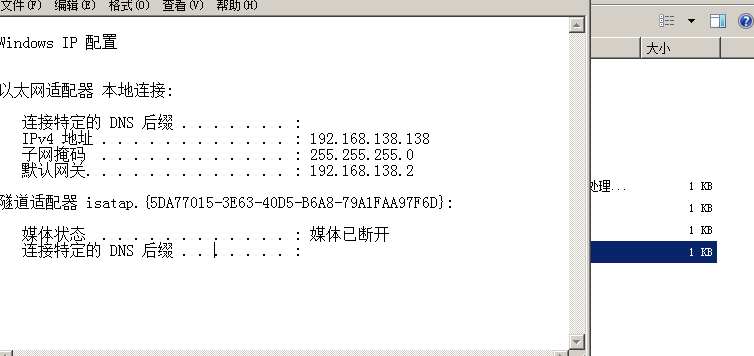 文件(F) 编辑(E) 格式(O) 查看(V) 帮助(H)
Windows IP 配置
以太网适配器 本地连接:
连接特定的 DNS 后缀 . . . . . . . :
IPv4 地址 . . . . . . . . . . . . : 192.168.138.138
子网掩码 . . . . . . . . . . . . : 255.255.255.0
默认网关. . . . . . . . . . . . . : 192.168.138.2
隧道适配器 isatap.{5DA77015-3E63-40D5-B6A8-79A1FAA97F6D}:
媒体状态 . . . . . . . . . . . . : 媒体已断开
连接特定的 DNS 后缀 . . . . . . . :
大小
处理... 1 KB
1 KB
1 KB
1 KB